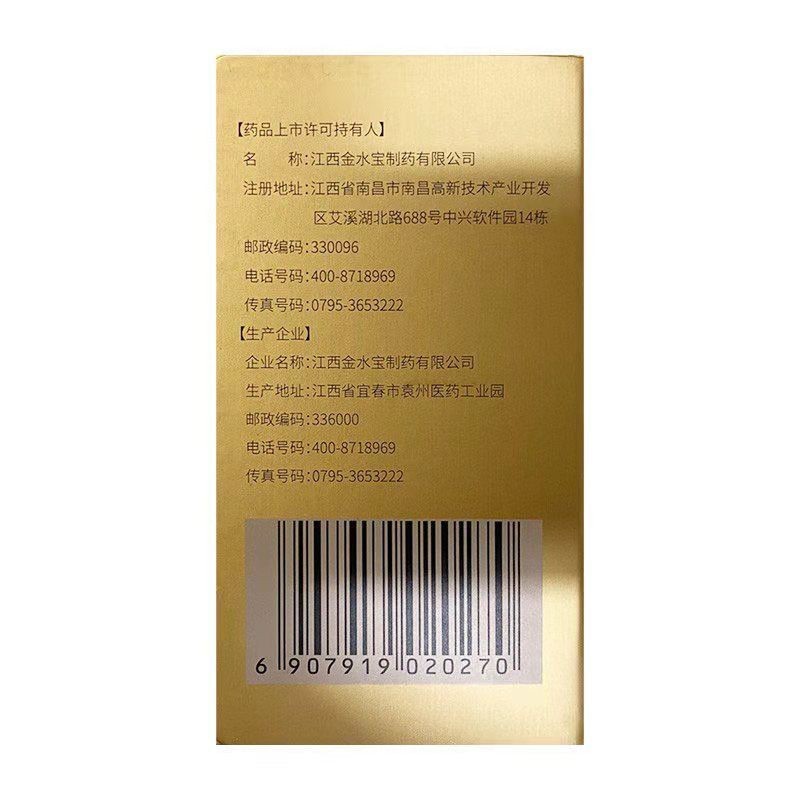 【药品上市许可持有人】
名 称:江西金水宝制药有限公司
注册地址:江西省南昌市南昌高新技术产业开发
区艾溪湖北路688号中兴软件园14栋
邮政编码:330096
电话号码:400-8718969
传真号码:0795-3653222
【生产企业】
企业名称:江西金水宝制药有限公司
生产地址:江西省宜春市袁州医药工业园
邮政编码:336000
电话号码:400-8718969
传真号码:0795-3653222
6 907919 020270